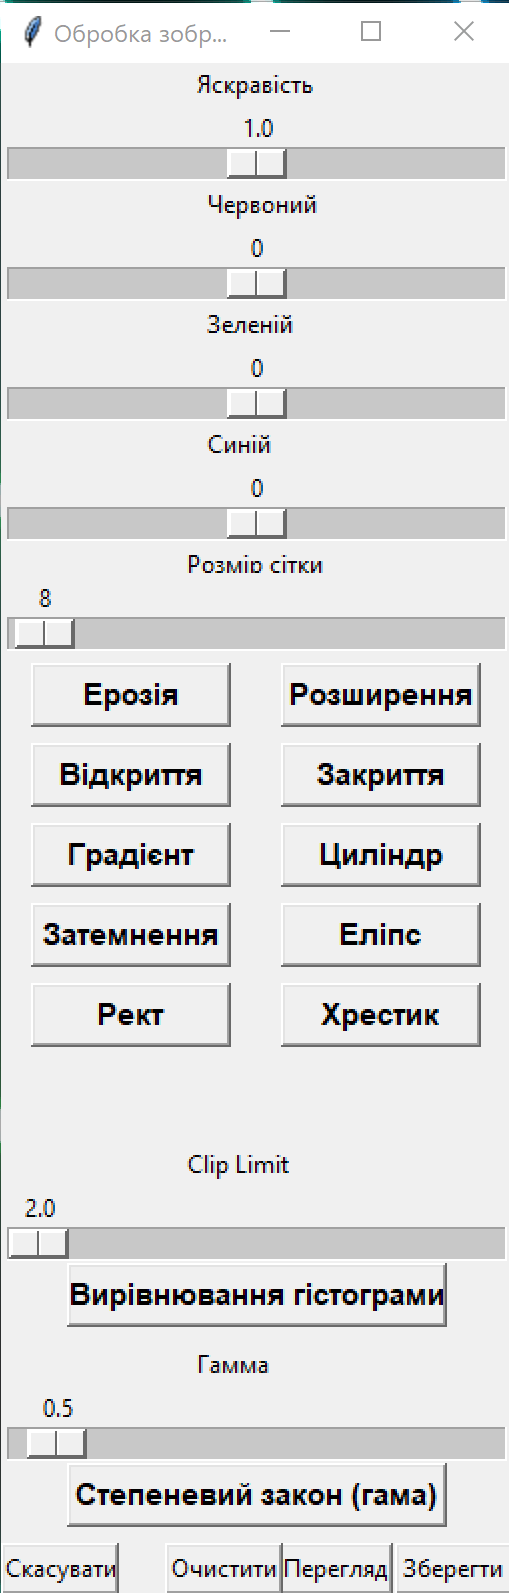 Обробка зобр...
Яскравість
1.0
Червоний
0
Зеленій
0
Синій
0
Розмір сітки
8
Ерозія Розширення
Відкриття Закриття
Градієнт Циліндр
Затемнення Еліпс
Рект Хрестик
Clip Limit
2.0
Вирівнювання гістограми
Гамма
0.5
Степеневий закон (гама)
Скасувати Очистити Перегляд Зберегти